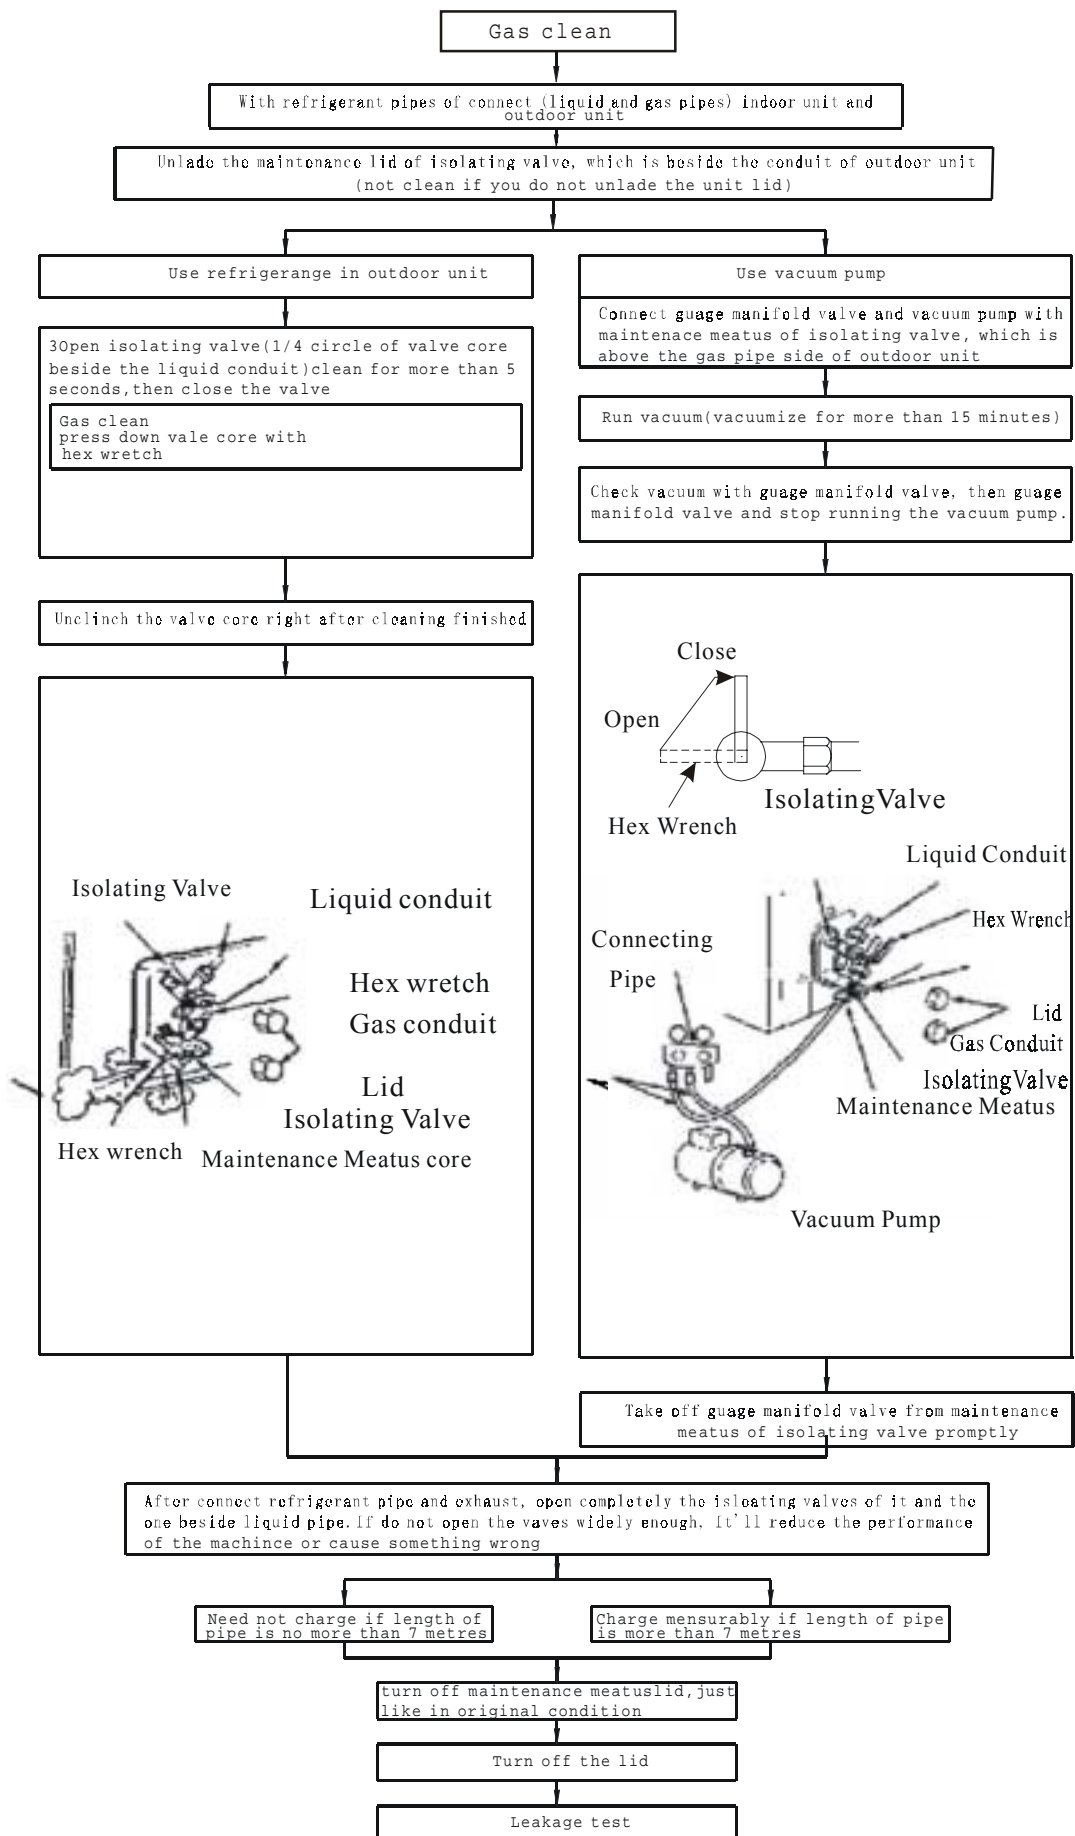 Gas clean
With refrigerant pipes of connect (liquid and gas pipes) indoor unit and
outdoor unit
Unlade the maintenance lid of isolating valve, which is beside the conduit of outdoor unit
(not clean if you do not unlade the unit lid)
Use refrigerange in outdoor unit
3Open isolating valve(1/4 circle of valve core
beside the liquid conduit)clean for more than 5
seconds,then close the valve
Gas clean
press down vale core with
hex wretch
Unclinch the valve core right after cleaning finished
Isolating Valve
Liquid conduit
Hex wretch
Gas conduit
Lid
Isolating Valve
Hex wrench
Maintenance Meatus core
Use vacuum pump
Connect guage manifold valve and vacuum pump with
maintenace meatus of isolating valve, which is
above the gas pipe side of outdoor unit
Run vacuum(vacuumize for more than 15 minutes)
Check vacuum with guage manifold valve, then guage
manifold valve and stop running the vacuum pump.
Close
Open
IsolatingValve
Hex Wrench
Liquid Conduit
Hex Wrench
Connecting
Pipe
Lid
Gas Conduit
IsolatingValve
Maintenance Meatus
Vacuum Pump
Take off guage manifold valve from maintenance
meatus of isolating valve promptly
After connect refrigerant pipe and exhaust, open completely the isloating valves of it and the
one beside liquid pipe.If do not open the vaves widely enough, It'll reduce the performance
of the machince or cause something wrong
Need not charge if length of
pipe is no more than 7 metres
Charge mensurably if length of pipe
is more than 7 metres
turn off maintenance meatuslid,just
like in original condition
Turn off the lid
Leakage test